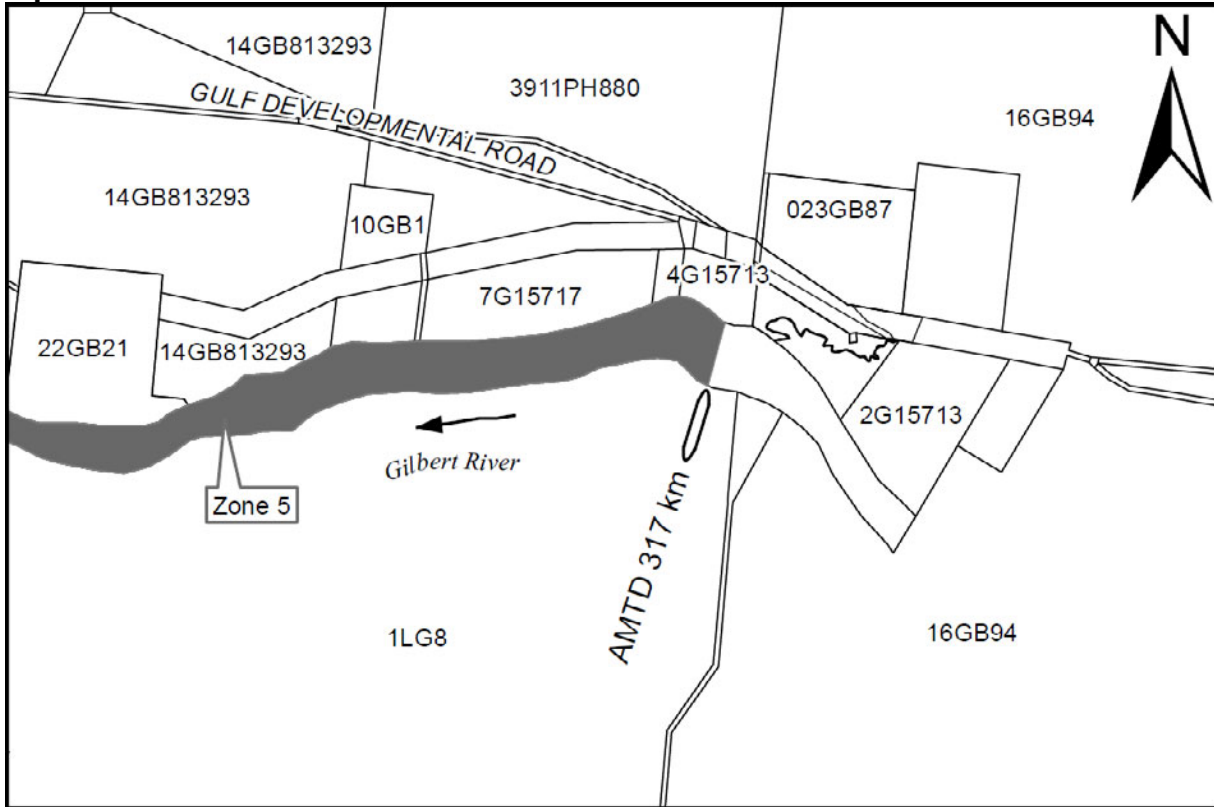 14GB813293
N
3911PH880
GULF DEVELOPMENTAL ROAD
16GB94
14GB813293
023GB87
10GB1
4G15713
7G15717
22GB21
14GB813293
2G15713
Gilbert River
Zone 5
AMTD 317 km
1LG8
16GB94